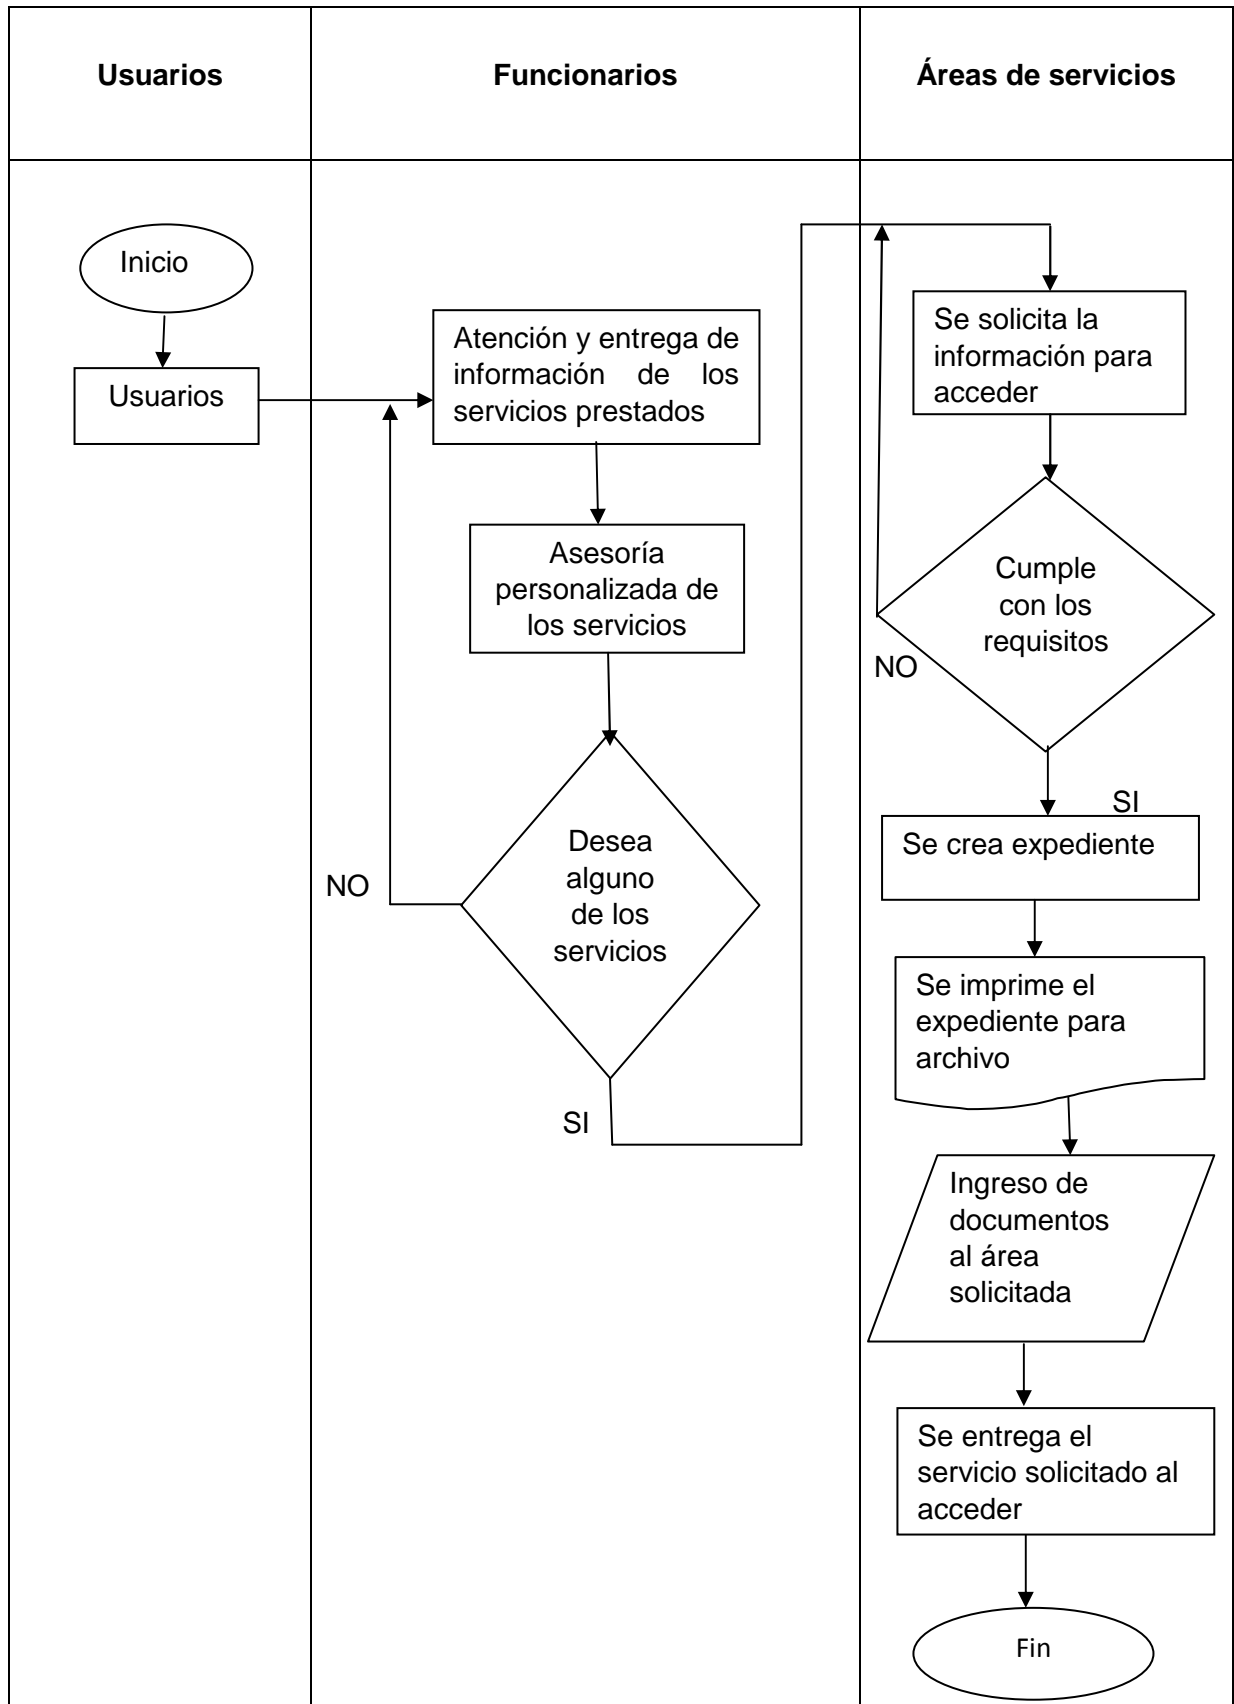 Usuarios
Funcionarios
Áreas de servicios
Inicio
Usuarios
Atención y entrega de
información de los
servicios prestados
Asesoría
personalizada de
los servicios
Desea
alguno
de los
servicios
NO
SI
Se solicita la
información para
acceder
Cumple
con los
requisitos
NO
SI
Se crea expediente
Se imprime el
expediente para
archivo
Ingreso de
documentos
al área
solicitada
Se entrega el
servicio solicitado al
acceder
Fin